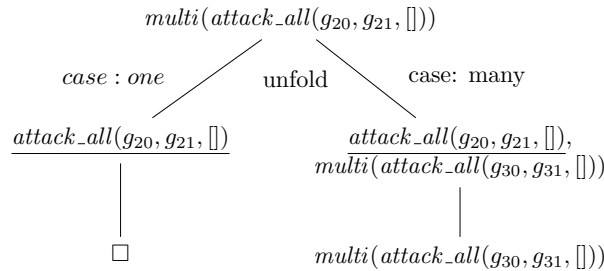 multi(attack_all(g20, g21, []))
case : one unfold case: many
attack_all(g20, g21, []) attack_all(g20, g21, []),
multi(attack_all(g30, g31, []))
□ multi(attack_all(g30, g31, []))